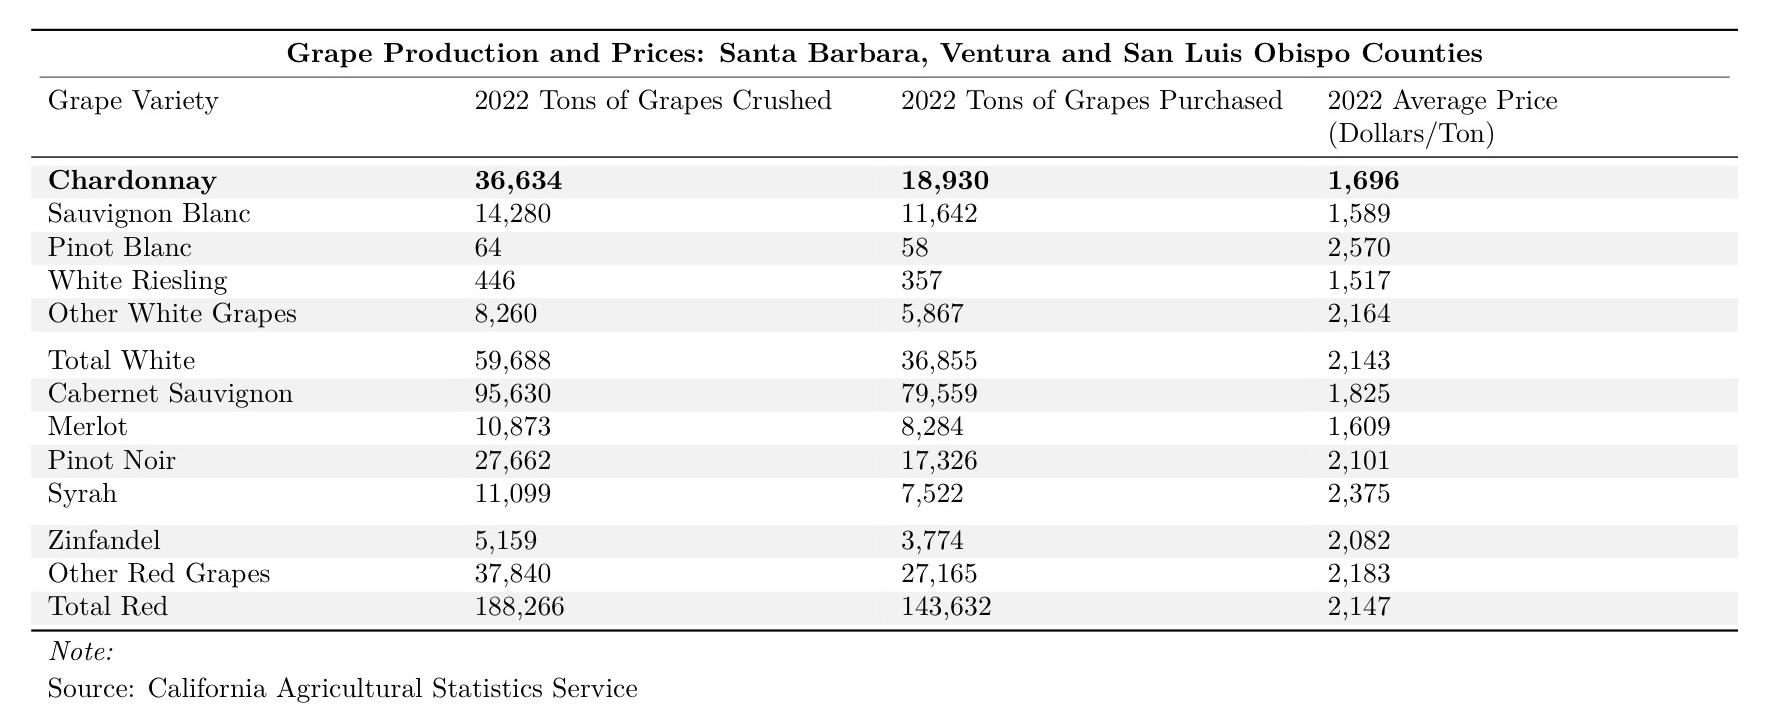 Grape Production and Prices: Santa Barbara, Ventura and San Luis Obispo Counties
Grape Variety 2022 Tons of Grapes Crushed 2022 Tons of Grapes Purchased 2022 Average Price
(Dollars/Ton)
Chardonnay 36,634 18,930 1,696
Sauvignon Blanc 14,280 11,642 1,589
Pinot Blanc 64 58 2,570
White Riesling 446 357 1,517
Other White Grapes 8,260 5,867 2,164
Total White 59,688 36,855 2,143
Cabernet Sauvignon 95,630 79,559 1,825
Merlot 10,873 8,284 1,609
Pinot Noir 27,662 17,326 2,101
Syrah 11,099 7,522 2,375
Zinfandel 5,159 3,774 2,082
Other Red Grapes 37,840 27,165 2,183
Total Red 188,266 143,632 2,147
Note:
Source: California Agricultural Statistics Service